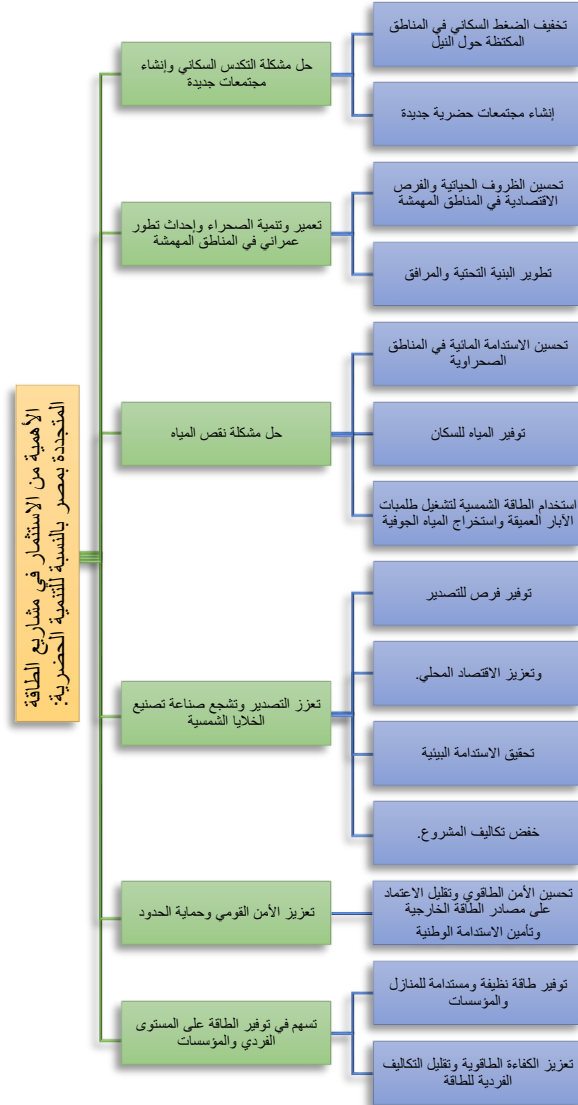 الأهمية من الاستثمار في مشاريع الطاقة
المتجددة بمصر بالنسبة للتنمية الحضرية:
حل مشكلة التكدس السكاني وإنشاء
مجتمعات جديدة
تخفيف الضغط السكاني في المناطق
المكتظة حول النيل
إنشاء مجتمعات حضرية جديدة
تعمير وتنمية الصحراء وإحداث تطور
عمراني في المناطق المهمشة
تحسين الظروف الحياتية والفرص
الاقتصادية في المناطق المهمشة
تطوير البنية التحتية والمرافق
حل مشكلة نقص المياه
تحسين الاستدامة المائية في المناطق
الصحراوية
توفير المياه للسكان
استخدام الطاقة الشمسية لتشغيل طلمبات
الآبار العميقة واستخراج المياه الجوفية
تعزز التصدير وتشجع صناعة تصنيع
الخلايا الشمسية
توفير فرص للتصدير
وتعزيز الاقتصاد المحلي.
تحقيق الاستدامة البيئية
خفض تكاليف المشروع.
تعزيز الأمن القومي وحماية الحدود
تحسين الأمن الطاقوي وتقليل الاعتماد
على مصادر الطاقة الخارجية
وتأمين الاستدامة الوطنية
تسهم في توفير الطاقة على المستوى
الفردي والمؤسسات
توفير طاقة نظيفة ومستدامة للمنازل
والمؤسسات
تعزيز الكفاءة الطاقوية وتقليل التكاليف
الفردية للطاقة